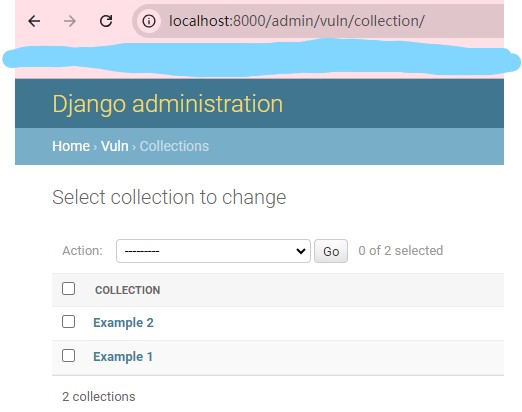 localhost:8000/admin/vuln/collection/
Django administration
Home › Vuln › Collections
Select collection to change
Action: --------- Go 0 of 2 selected
COLLECTION
Example 2
Example 1
2 collections